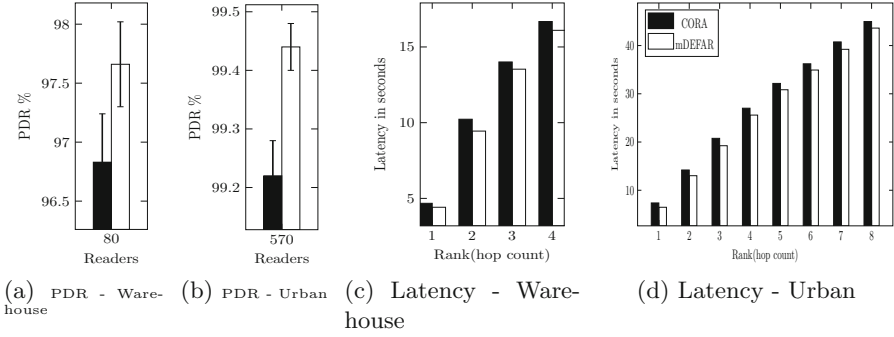 98
97.5
97
96.5
PDR %
80
Readers
99.5
99.4
99.3
99.2
PDR %
570
Readers
15
10
5
Latency in seconds
1 2 3 4
Rank(hop count)
CORA
mDEFAR
40
30
20
10
Latency in seconds
1 2 3 4 5 6 7 8
Rank(hop count)
(a) PDR - Ware-
house
(b) PDR - Urban
(c) Latency - Ware-
house
(d) Latency - Urban